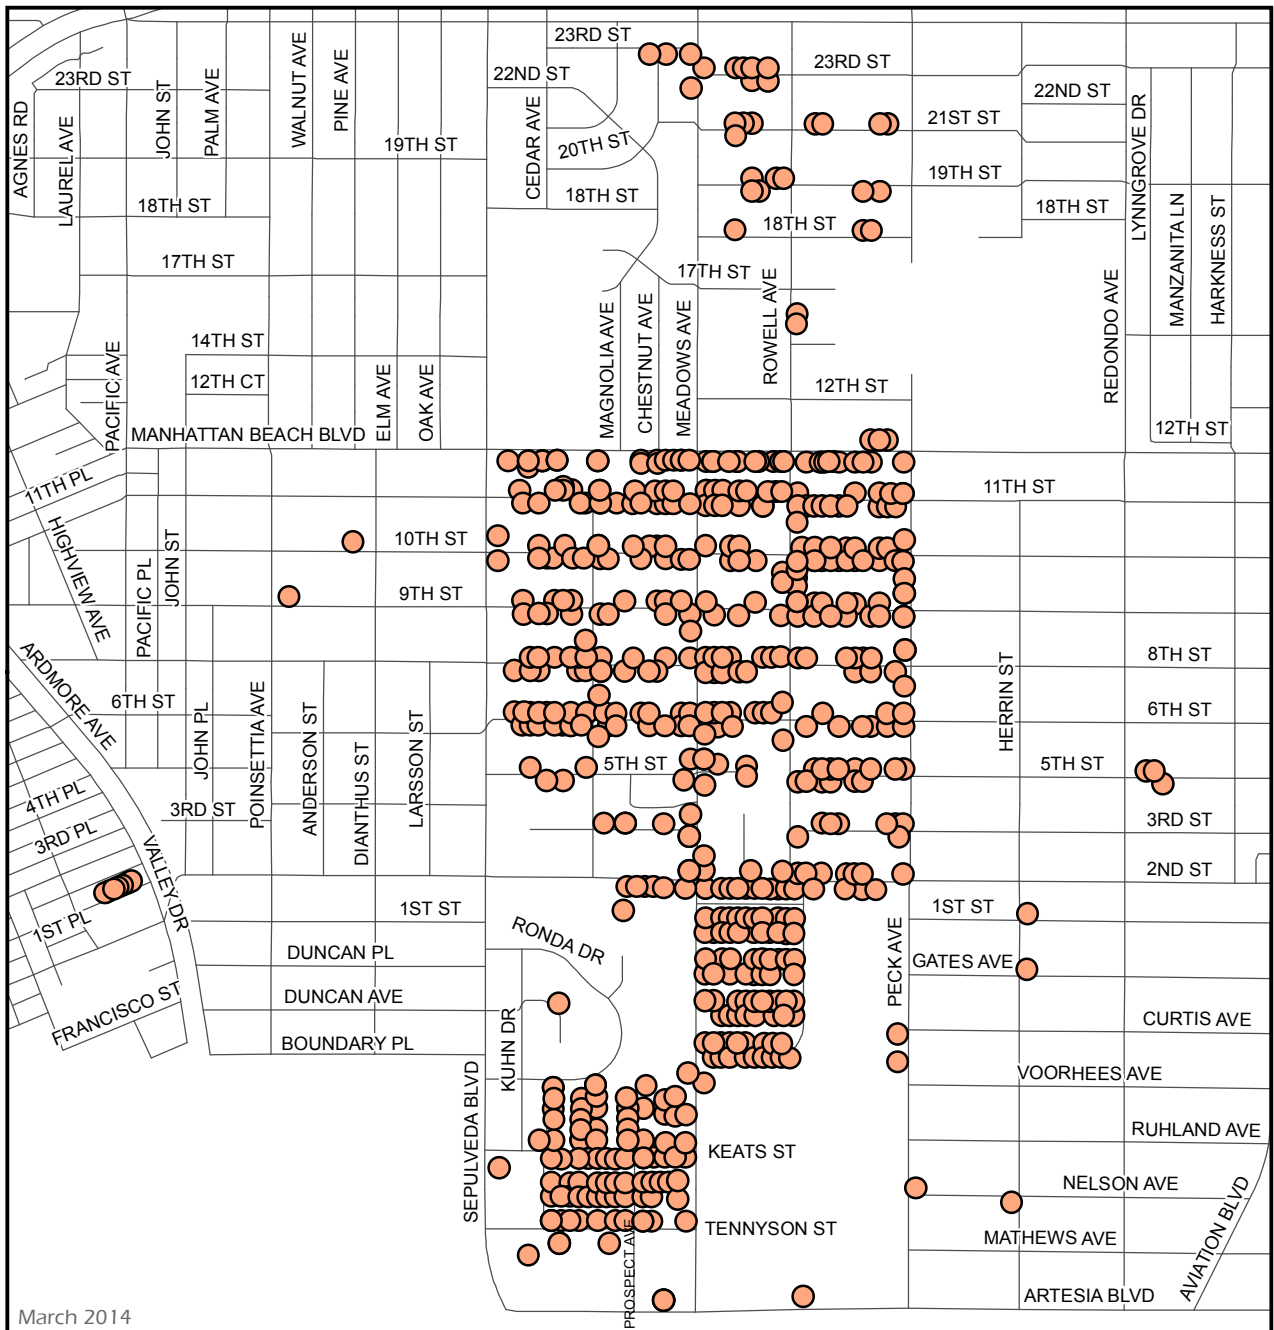 23RD ST
22ND ST
23RD ST
23RD ST
22ND ST
AGNES RD
LAUREL AVE
JOHN ST
PALM AVE
WALNUT AVE
PINE AVE
CEDAR AVE
19TH ST
20TH ST
21ST ST
LYNNGROVE DR
18TH ST
18TH ST
19TH ST
18TH ST
18TH ST
MANZANITA LN
HARKNESS ST
17TH ST
17TH ST
14TH ST
12TH CT
PACIFIC AVE
ELM AVE
OAK AVE
MAGNOLIA AVE
CHESTNUT AVE
MEADOWS AVE
ROWELL AVE
REDONDO AVE
12TH ST
12TH ST
MANHATTAN BEACH BLVD
11TH PL
11TH ST
HIGHVIEW AVE
PACIFIC PL
JOHN ST
10TH ST
9TH ST
ARDMORE AVE
8TH ST
6TH ST
6TH ST
JOHN PL
POINSETTIA AVE
ANDERSON ST
DIANTHUS ST
LARSSON ST
HERRIN ST
5TH ST
5TH ST
4TH PL
3RD ST
3RD ST
3RD PL
VALLEY DR
2ND ST
1ST PL
1ST ST
1ST ST
RONDA DR
PECK AVE
DUNCAN PL
GATES AVE
FRANCISCO ST
DUNCAN AVE
CURTIS AVE
BOUNDARY PL
KUHN DR
SEPULVEDA BLVD
VOORHEES AVE
RUHLAND AVE
KEATS ST
NELSON AVE
TENNYSON ST
MATHEWS AVE
PROSPECT AVE
AVIATION BLVD
ARTESIA BLVD
March 2014